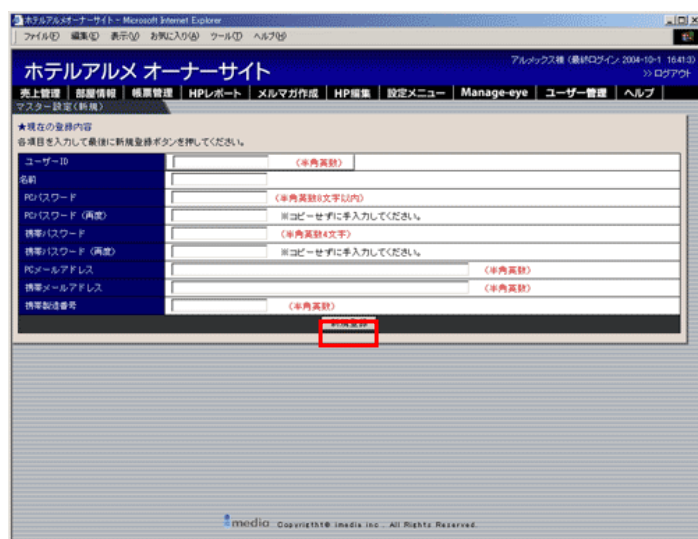 ホテルアルメオーナーサイト - Microsoft Internet Explorer
ファイル(F) 編集(E) 表示(V) お気に入り(A) ツール(T) ヘルプ(H)
アルメックス様 (最終ログイン 2004-10-1 16:41:3)
ホテルアルメ オーナーサイト
>> ログアウト
売上管理 部屋情報 帳票管理 HPレポート メルマガ作成 HP編集 設定メニュー Manage-eye ユーザー管理 ヘルプ
マスター設定(新規)
★現在の登録内容
各項目を入力して最後に新規登録ボタンを押してください。
ユーザーID (半角英数)
名前
PCパスワード (半角英数8文字以内)
PCパスワード (再度) ※コピーせずに手入力してください。
携帯パスワード (半角英数4文字)
携帯パスワード (再度) ※コピーせずに手入力してください。
PCメールアドレス (半角英数)
携帯メールアドレス (半角英数)
携帯製造番号 (半角英数)
新規登録
imedia Copyright© imedia inc . All Rights Reserved.